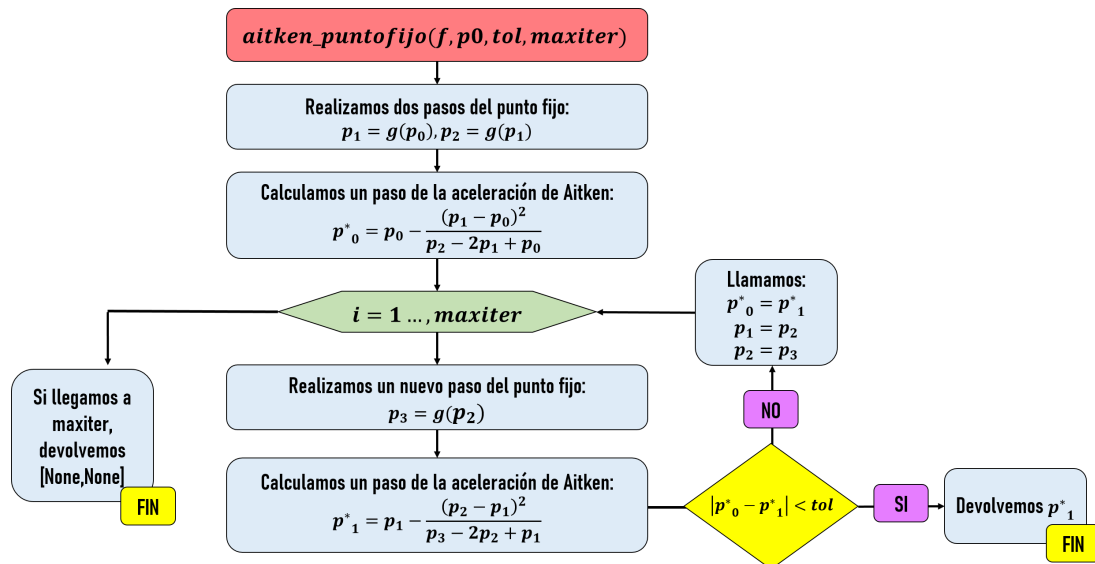 aitken_puntofijo(f, p0, tol, maxiter)
Realizamos dos pasos del punto fijo:
p₁ = g(p₀), p₂ = g(p₁)
Calculamos un paso de la aceleración de Aitken:
p*₀ = p₀ − (p₁ − p₀)² / (p₂ − 2p₁ + p₀)
i = 1 ..., maxiter
Llamamos:
p*₀ = p*₁
p₁ = p₂
p₂ = p₃
Si llegamos a
maxiter,
devolvemos
[None,None]
FIN
Realizamos un nuevo paso del punto fijo:
p₃ = g(p₂)
Calculamos un paso de la aceleración de Aitken:
p*₁ = p₁ − (p₂ − p₁)² / (p₃ − 2p₂ + p₁)
|p*₀ − p*₁| < tol
NO
SI
Devolvemos p*₁
FIN